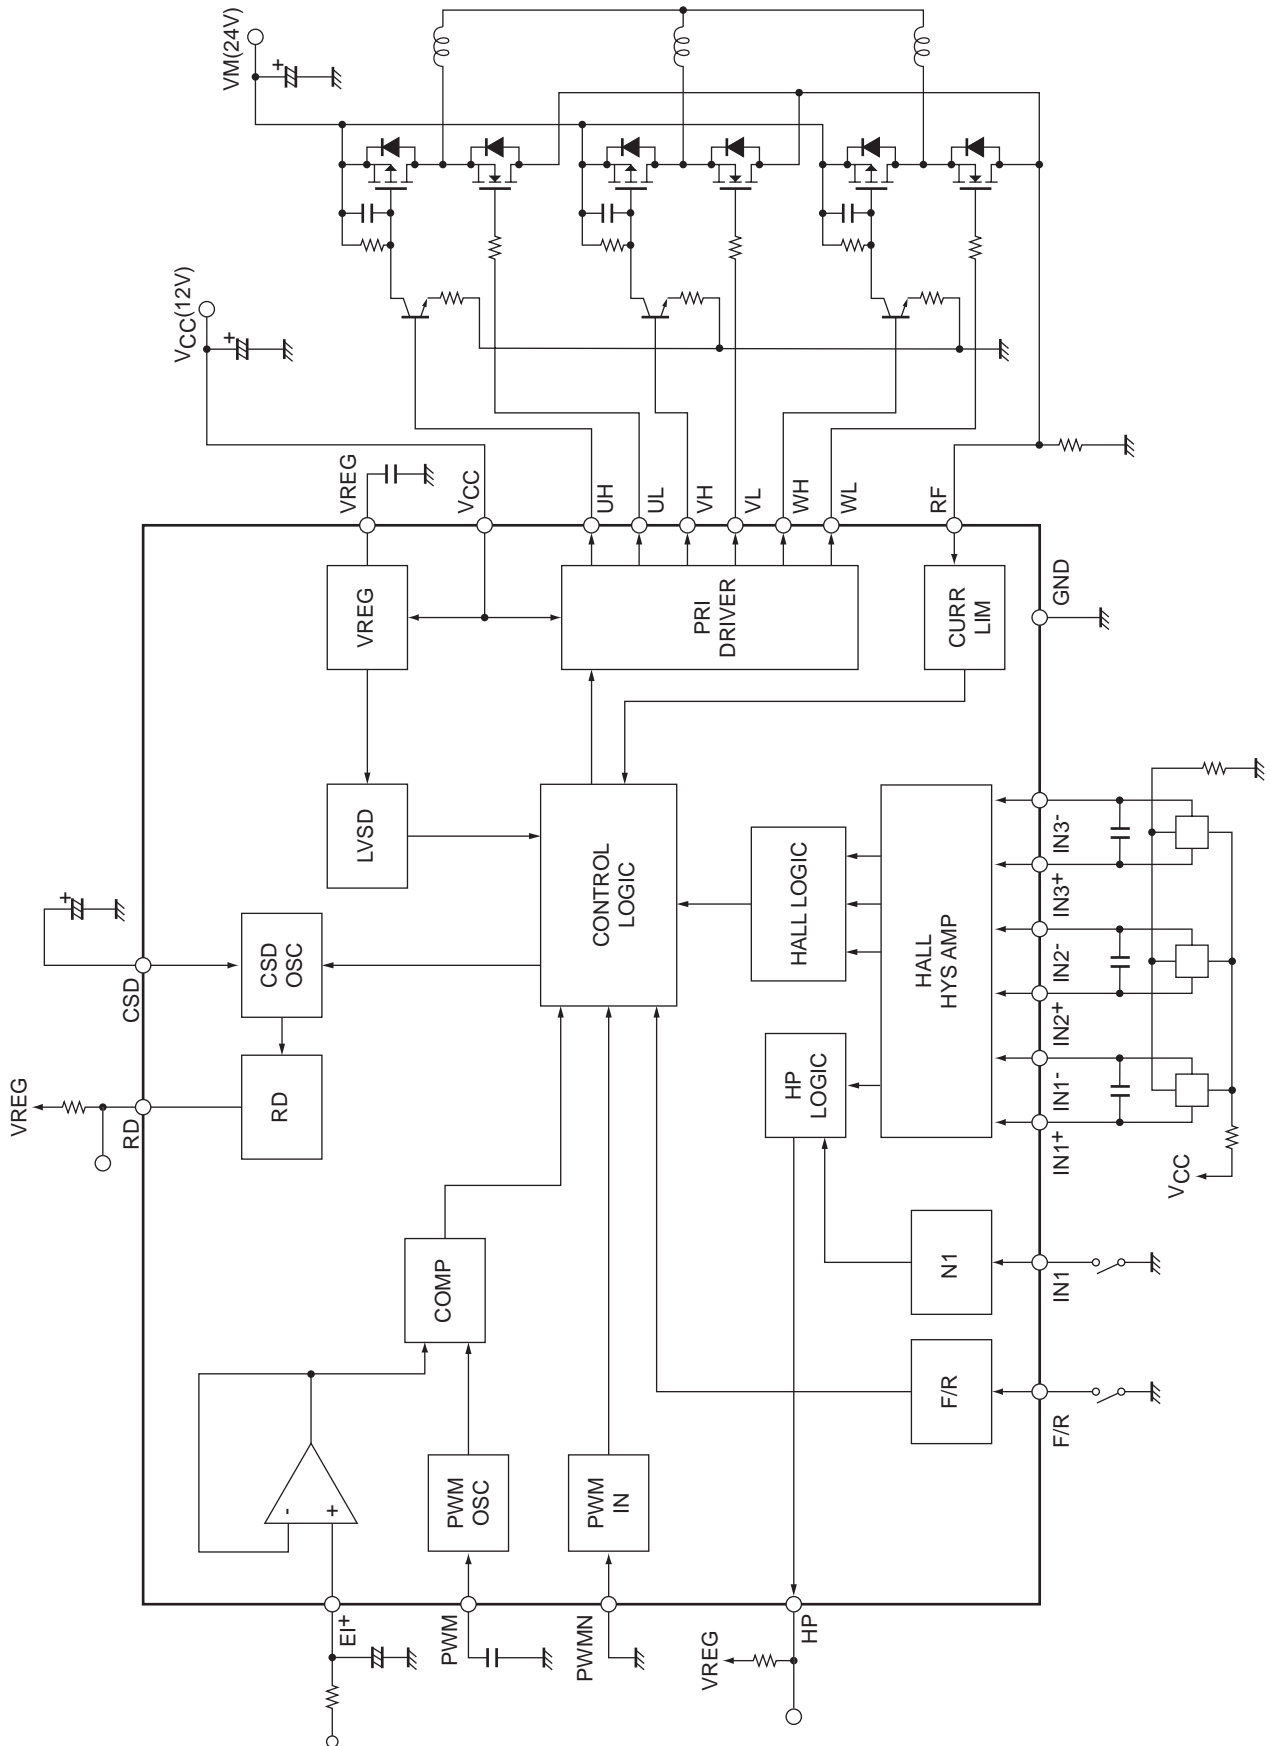 VM(24V)
+
VCC(12V)
+
VREG
VCC
UH
UL
VH
VL
WH
WL
RF
GND
VREG
PRI
DRIVER
CURR
LIM
LVSD
CONTROL
LOGIC
HALL LOGIC
HALL
HYS AMP
IN3-
IN3+
IN2-
IN2+
IN1-
IN1+
VCC
+
CSD
CSD
OSC
RD
VREG
RD
HP
LOGIC
COMP
N1
IN1
F/R
F/R
-
+
PWM
OSC
PWM
IN
EI+
PWM
PWMN
VREG
HP